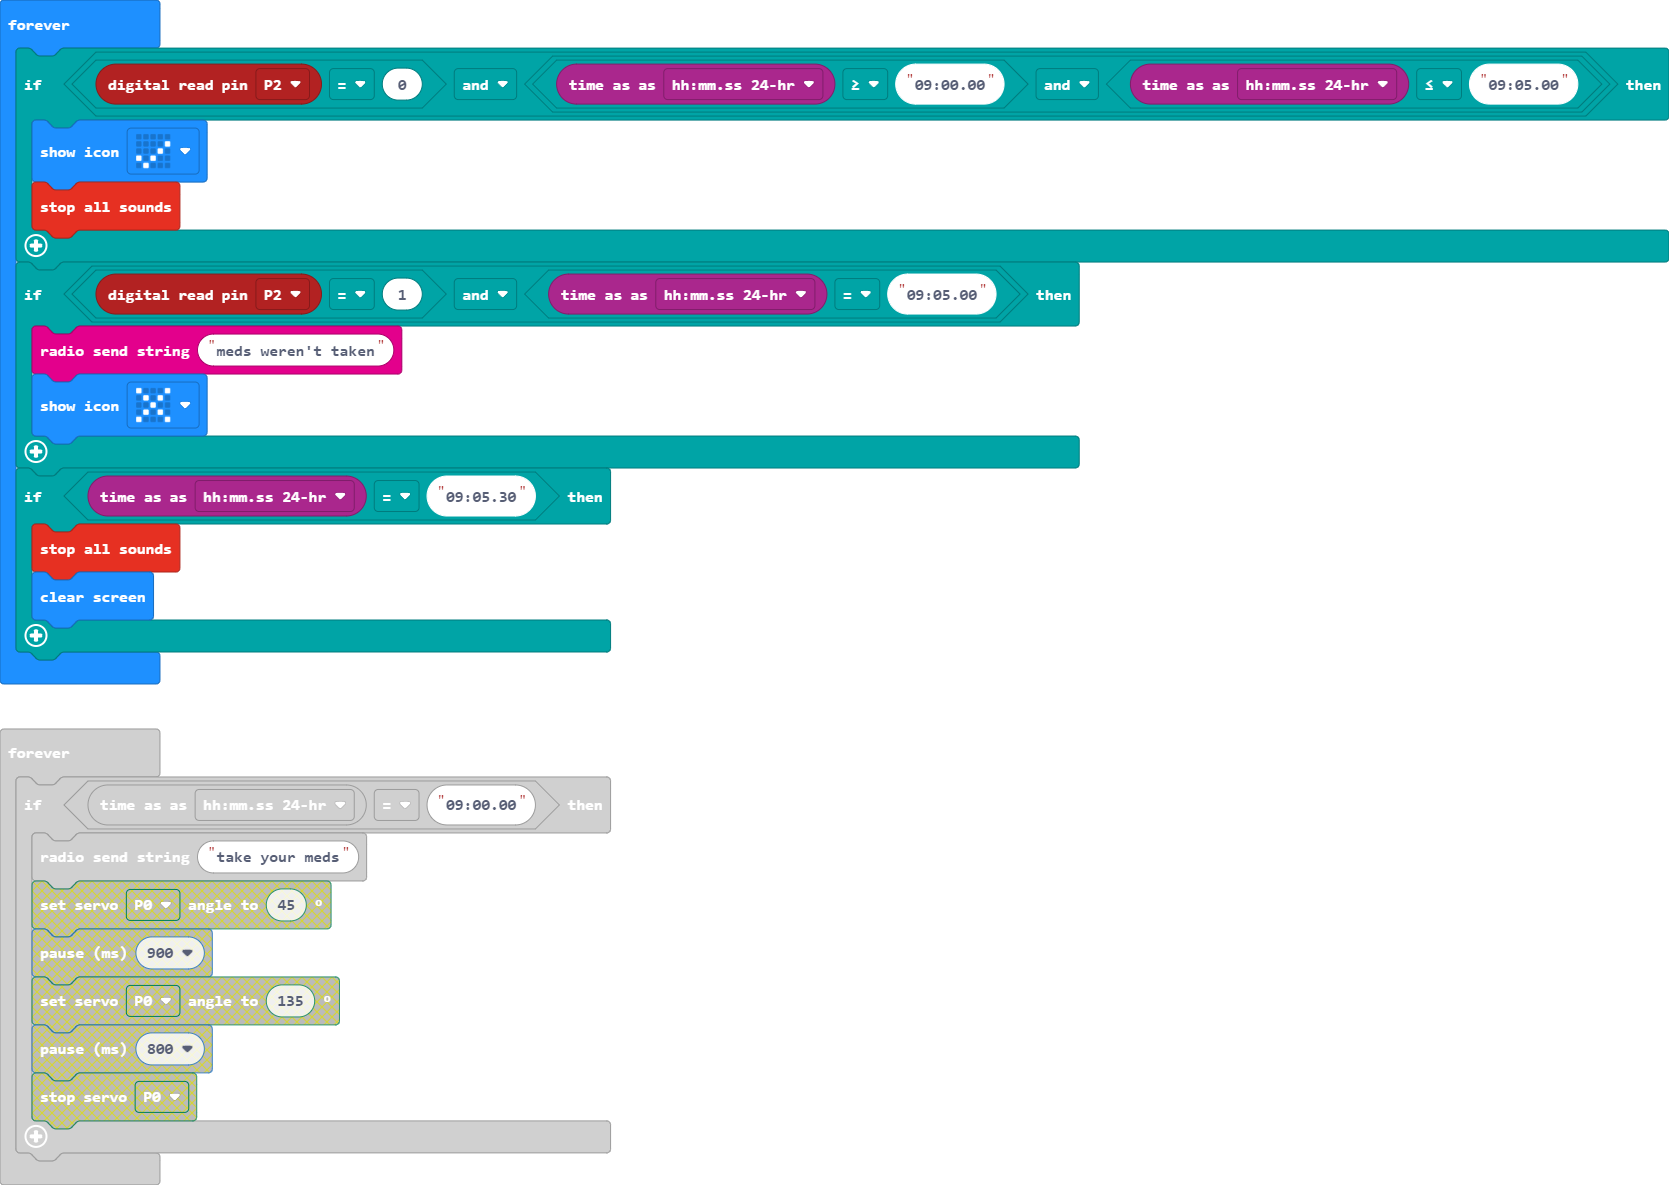 forever
if digital read pin P2 = 0 and time as as hh:mm.ss 24-hr ≥ "09:00.00" and time as as hh:mm.ss 24-hr ≤ "09:05.00" then
show icon
stop all sounds
if digital read pin P2 = 1 and time as as hh:mm.ss 24-hr = "09:05.00" then
radio send string "meds weren't taken"
show icon
if time as as hh:mm.ss 24-hr = "09:05.30" then
stop all sounds
clear screen
forever
if time as as hh:mm.ss 24-hr = "09:00.00" then
radio send string "take your meds"
set servo P0 angle to 45 °
pause (ms) 900
set servo P0 angle to 135 °
pause (ms) 800
stop servo P0